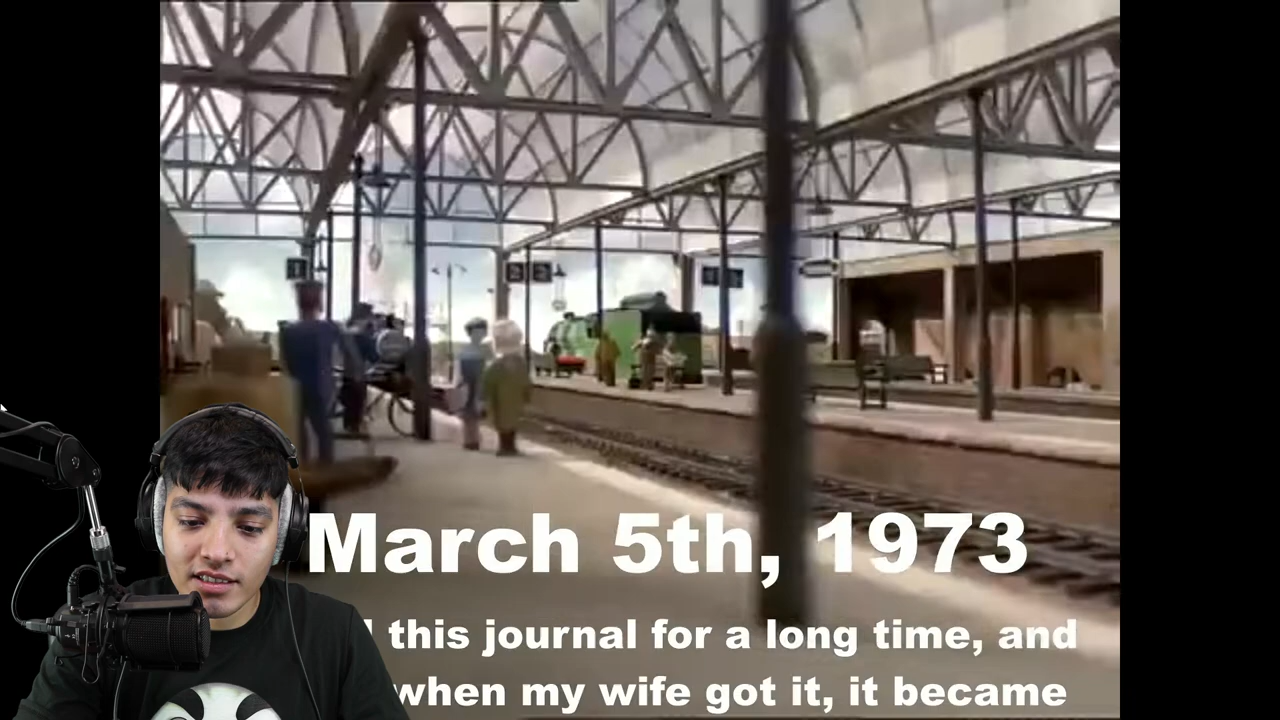 March 5th, 1973
this journal for a long time, and
when my wife got it, it became